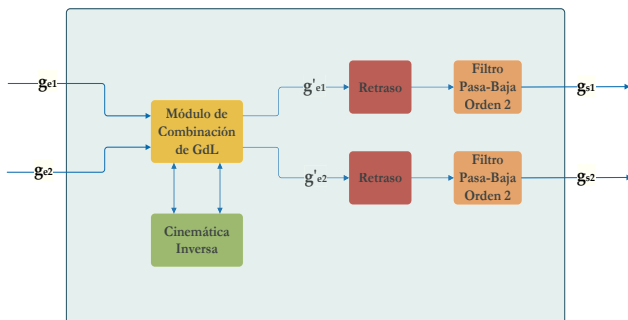 ge1
ge2
Módulo de
Combinación
de GdL
Cinemática
Inversa
g'e1
Retraso
Filtro
Pasa-Baja
Orden 2
gs1
g'e2
Retraso
Filtro
Pasa-Baja
Orden 2
gs2